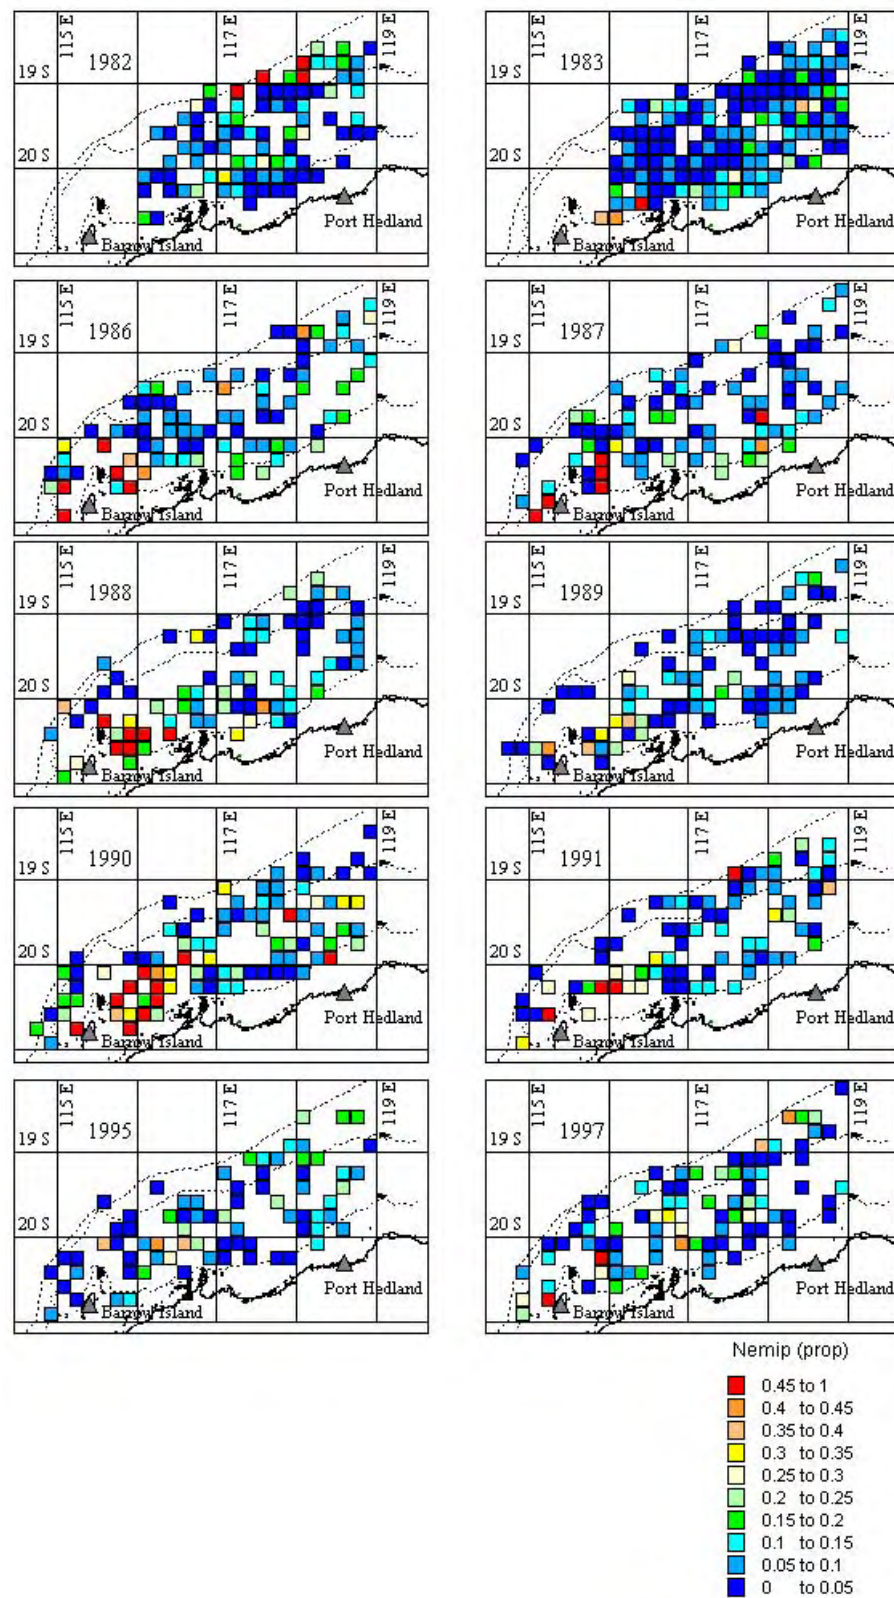 115 E 117 E 119 E
1982
19 S
20 S
Port Hedland
Barrow Island
115 E 117 E 119 E
1983
19 S
20 S
Port Hedland
Barrow Island
115 E 117 E 119 E
1986
19 S
20 S
Port Hedland
Barrow Island
115 E 117 E 119 E
1987
19 S
20 S
Port Hedland
Barrow Island
115 E 117 E 119 E
1988
19 S
20 S
Port Hedland
Barrow Island
115 E 117 E 119 E
1989
19 S
20 S
Port Hedland
Barrow Island
115 E 117 E 119 E
1990
19 S
20 S
Port Hedland
Barrow Island
115 E 117 E 119 E
1991
19 S
20 S
Port Hedland
Barrow Island
115 E 117 E 119 E
1995
19 S
20 S
Port Hedland
Barrow Island
115 E 117 E 119 E
1997
19 S
20 S
Port Hedland
Barrow Island
Nemip (prop)
0.45 to 1
0.4 to 0.45
0.35 to 0.4
0.3 to 0.35
0.25 to 0.3
0.2 to 0.25
0.15 to 0.2
0.1 to 0.15
0.05 to 0.1
0 to 0.05